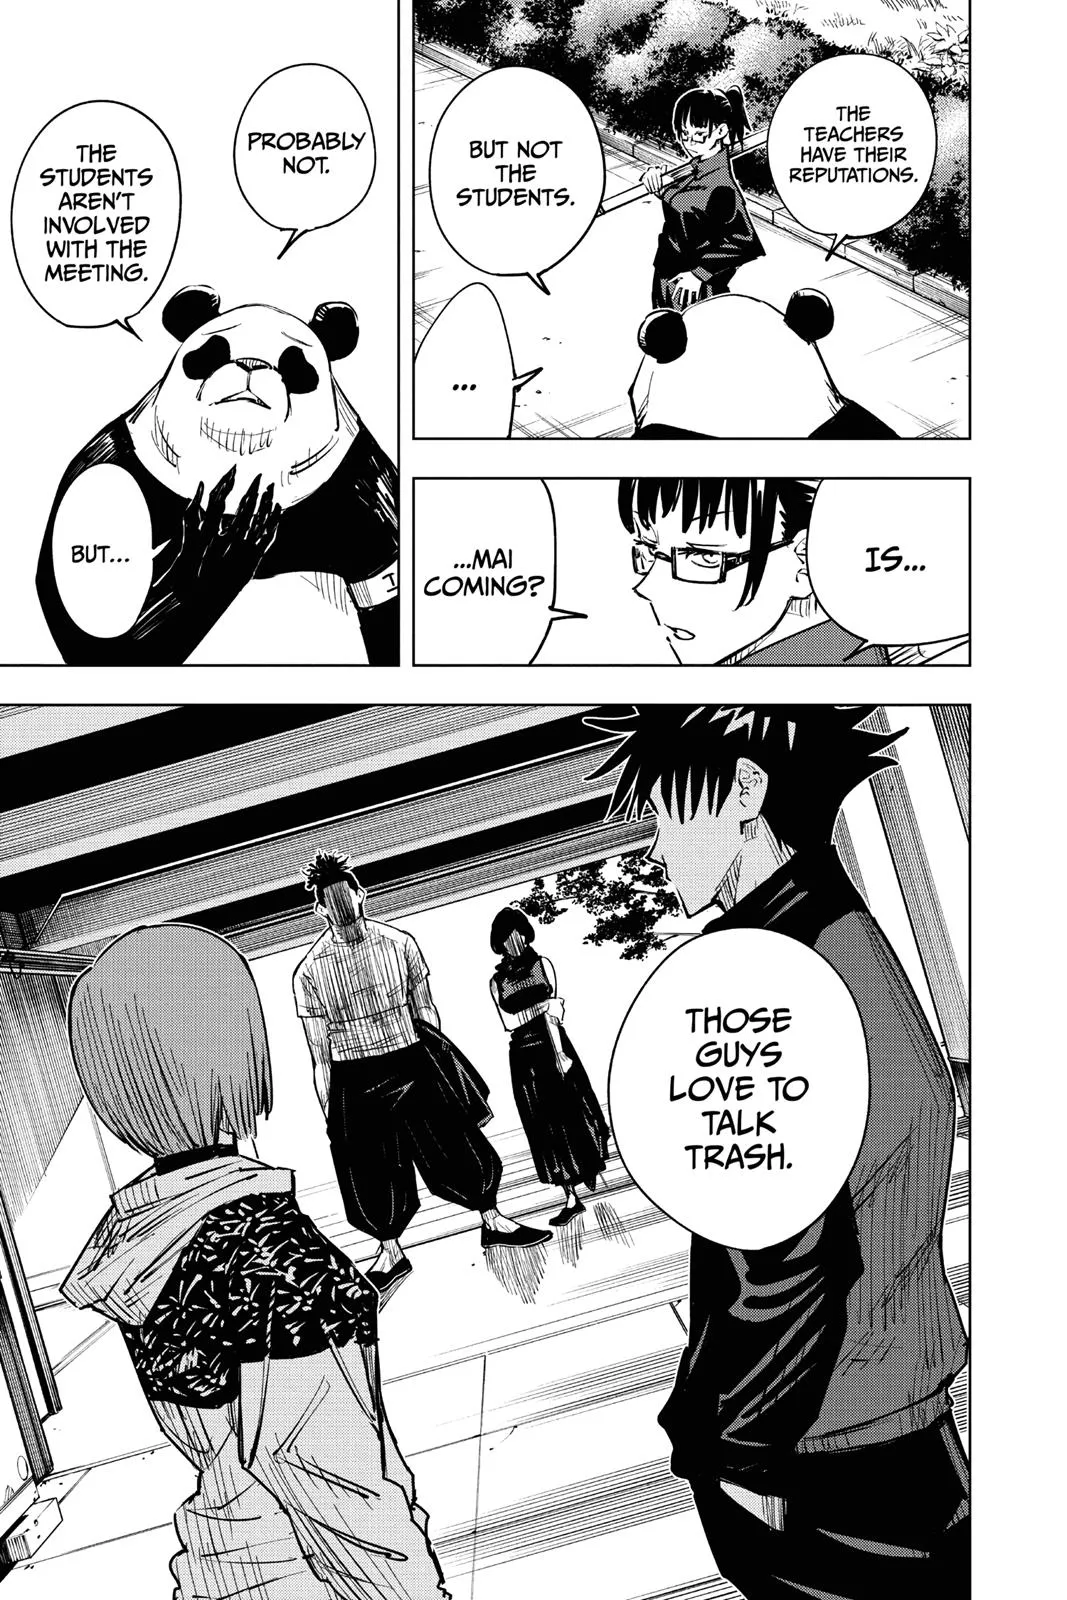 THE
TEACHERS
HAVE THEIR
REPUTATIONS.
BUT NOT
THE
STUDENTS.
...
IS...
...MAI
COMING?
PROBABLY
NOT.
THE
STUDENTS
AREN'T
INVOLVED
WITH THE
MEETING.
BUT...
THOSE
GUYS
LOVE TO
TALK
TRASH.